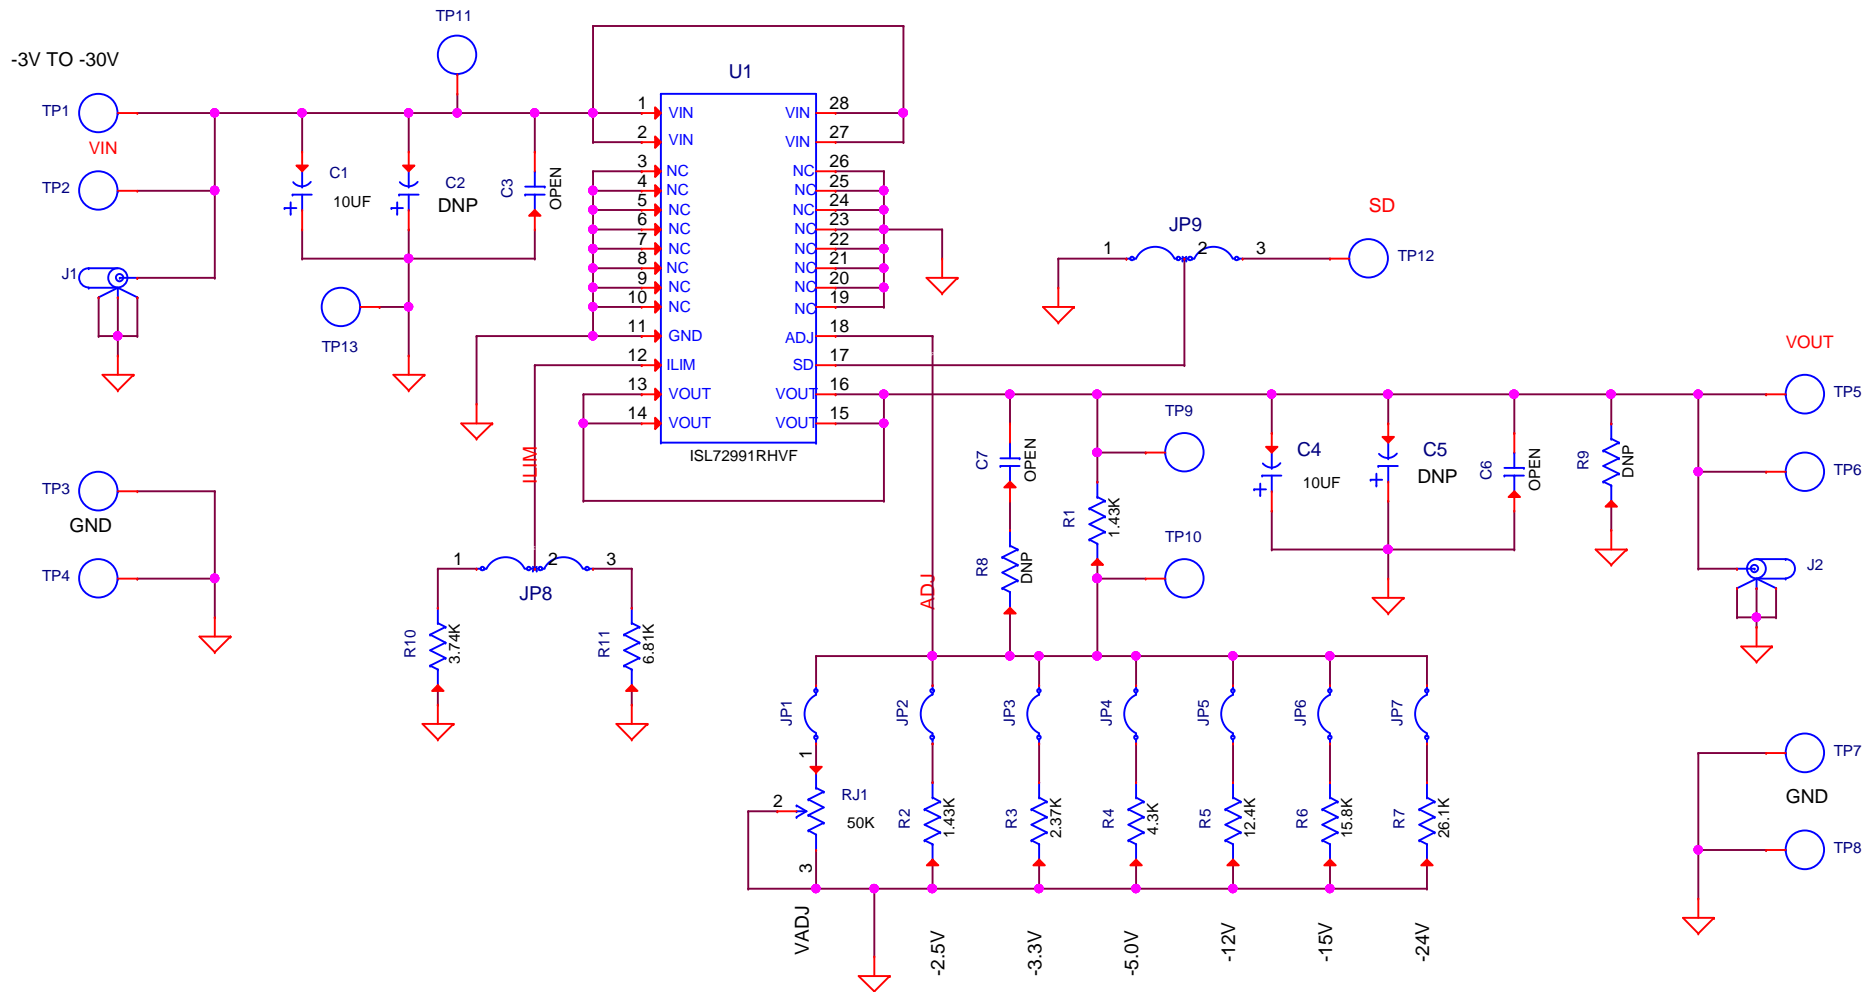 TP11
-3V TO -30V
U1
TP1
VIN
TP2
C1
10UF
C2
DNP
C3
OPEN
J1
TP13
1 VIN VIN 28
2 VIN VIN 27
3 NC NC 26
4 NC NC 25
5 NC NC 24
6 NC NC 23
7 NC NC 22
8 NC NC 21
9 NC NC 20
10 NC NC 19
11 GND ADJ 18
12 ILIM SD 17
13 VOUT VOUT 16
14 VOUT VOUT 15
ISL72991RHVF
SD
JP9
1 2 3
TP12
VOUT
TP5
TP9
C7
OPEN
R1
1.43K
C4
10UF
C5
DNP
C6
OPEN
R9
DNP
TP6
ILIM
TP3
GND
TP4
TP10
R8
DNP
J2
1 2 3
JP8
ADJ
R10
3.74K
R11
6.81K
JP1
JP2
JP3
JP4
JP5
JP6
JP7
1
2
3
RJ1
50K
R2
1.43K
R3
2.37K
R4
4.3K
R5
12.4K
R6
15.8K
R7
26.1K
TP7
GND
TP8
VADJ
-2.5V
-3.3V
-5.0V
-12V
-15V
-24V